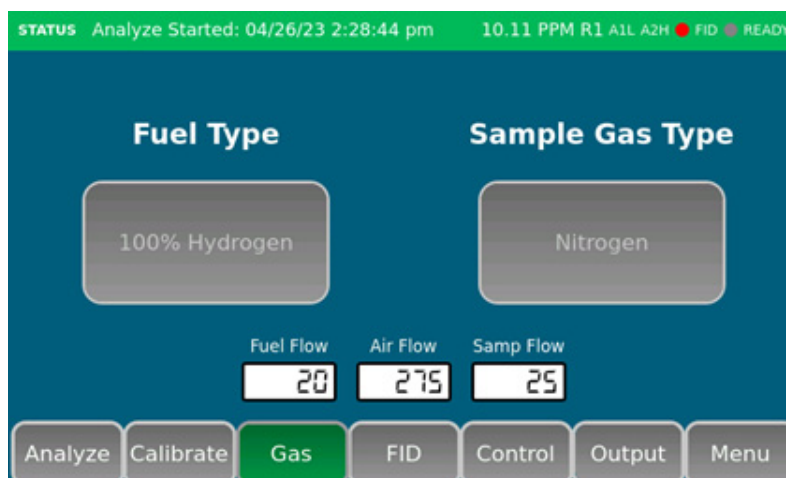 STATUS Analyze Started: 04/26/23 2:28:44 pm 10.11 PPM R1 A1L A2H FID READY
Fuel Type Sample Gas Type
100% Hydrogen Nitrogen
Fuel Flow Air Flow Samp Flow
20 275 25
Analyze Calibrate Gas FID Control Output Menu